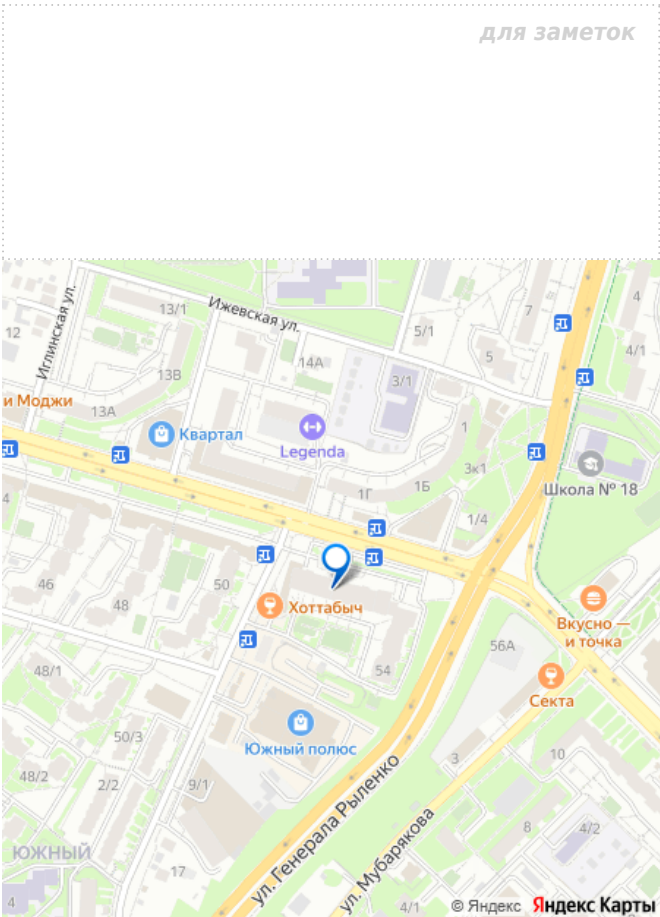 для заметок
13/1
Ижевская ул.
Иглинская ул.
12
14А
5/1
7
5
4
4/1
13В
3/1
и Моджи
13А
Квартал
Legenda
1
3к1
1Г
1Б
Школа № 18
1/4
4
46
48
50
Хоттабыч
Вкусно —
и точка
56А
54
Секта
48/1
50/3
Южный полюс
3
10
48/2
2/2
9/1
8
4/2
ЮЖНЫЙ
17
ул. Генерала Рыленко
ул. Мубарякова
4
4/1
© Яндекс Яндекс Карты